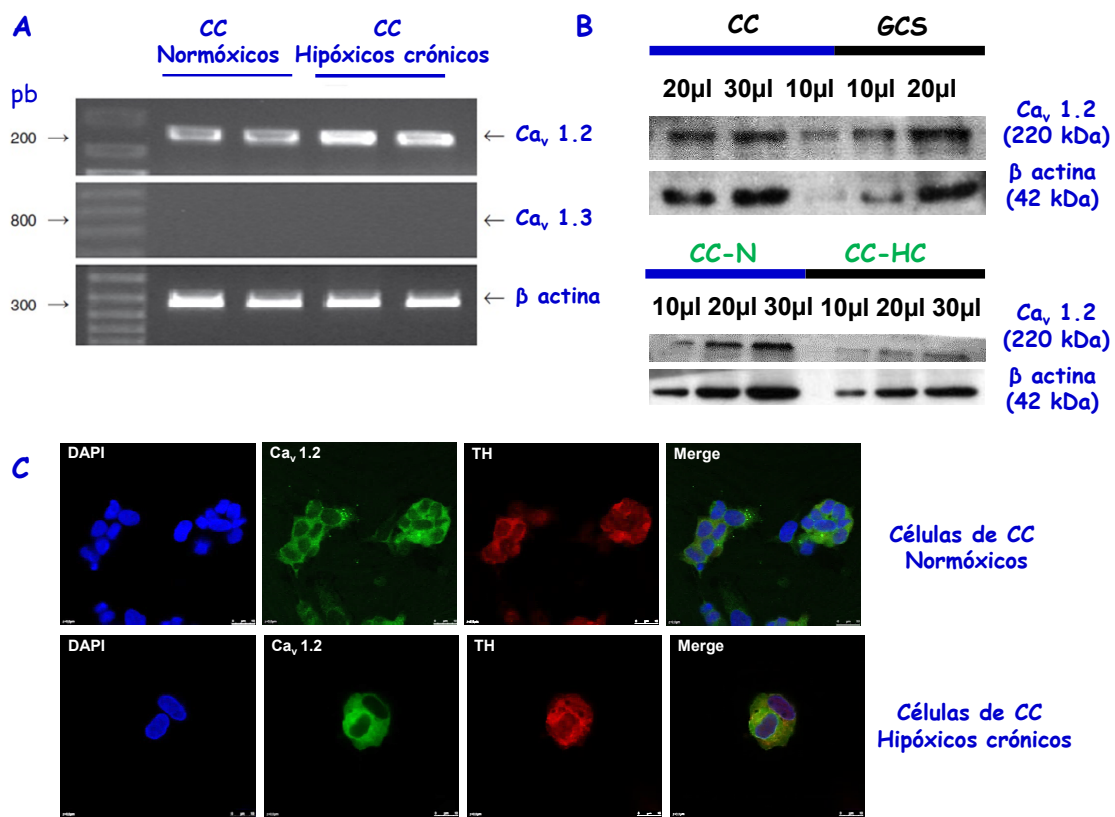 A
CC
Normóxicos
CC
Hipóxicos crónicos
pb
200 →
← Caᵥ 1.2
800 →
← Caᵥ 1.3
300 →
← β actina
B
CC
GCS
20µl 30µl 10µl 10µl 20µl
Caᵥ 1.2
(220 kDa)
β actina
(42 kDa)
CC-N
CC-HC
10µl 20µl 30µl 10µl 20µl 30µl
Caᵥ 1.2
(220 kDa)
β actina
(42 kDa)
C
DAPI
Caᵥ 1.2
TH
Merge
Células de CC
Normóxicos
DAPI
Caᵥ 1.2
TH
Merge
Células de CC
Hipóxicos crónicos